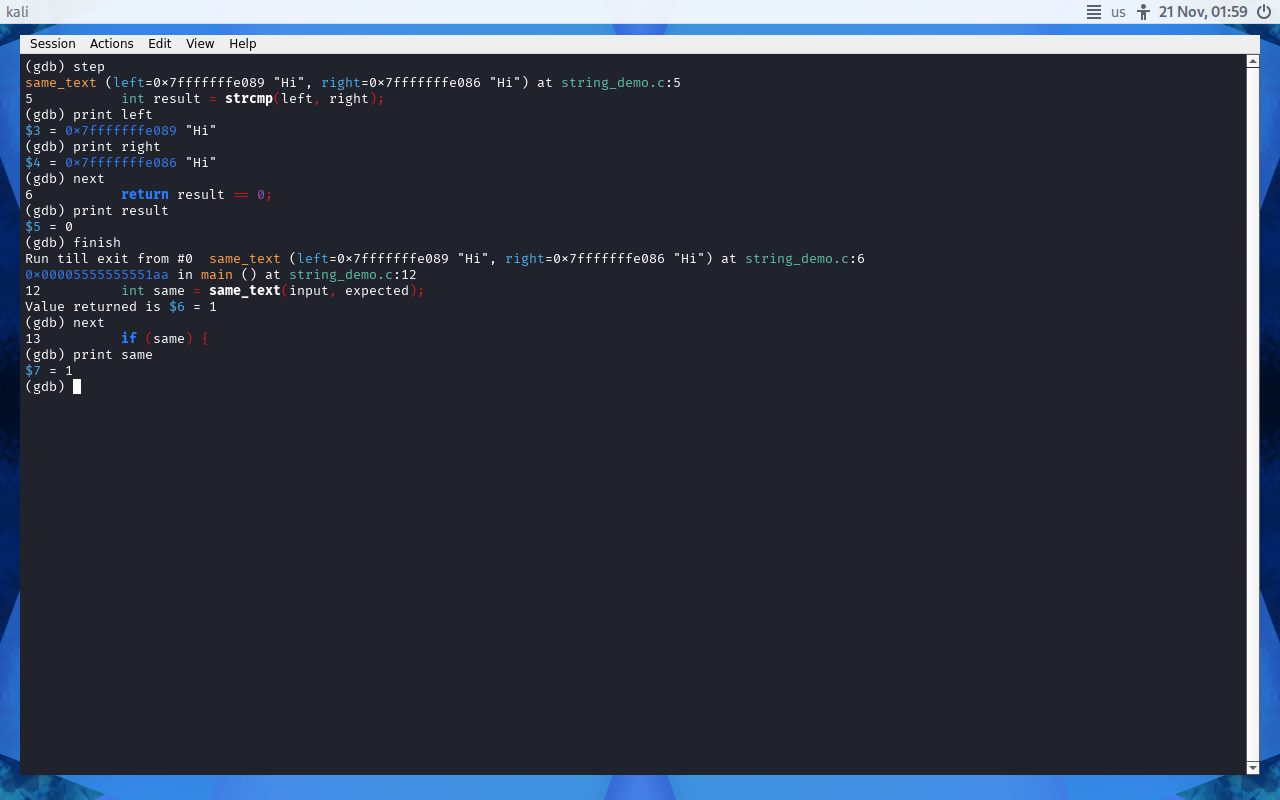 kali
us 21 Nov, 01:59
Session Actions Edit View Help
(gdb) step
same_text (left=0x7fffffffe089 "Hi", right=0x7fffffffe086 "Hi") at string_demo.c:5
5           int result = strcmp(left, right);
(gdb) print left
$3 = 0x7fffffffe089 "Hi"
(gdb) print right
$4 = 0x7fffffffe086 "Hi"
(gdb) next
6           return result == 0;
(gdb) print result
$5 = 0
(gdb) finish
Run till exit from #0  same_text (left=0x7fffffffe089 "Hi", right=0x7fffffffe086 "Hi") at string_demo.c:6
0x00005555555551aa in main () at string_demo.c:12
12          int same = same_text(input, expected);
Value returned is $6 = 1
(gdb) next
13          if (same) {
(gdb) print same
$7 = 1
(gdb)